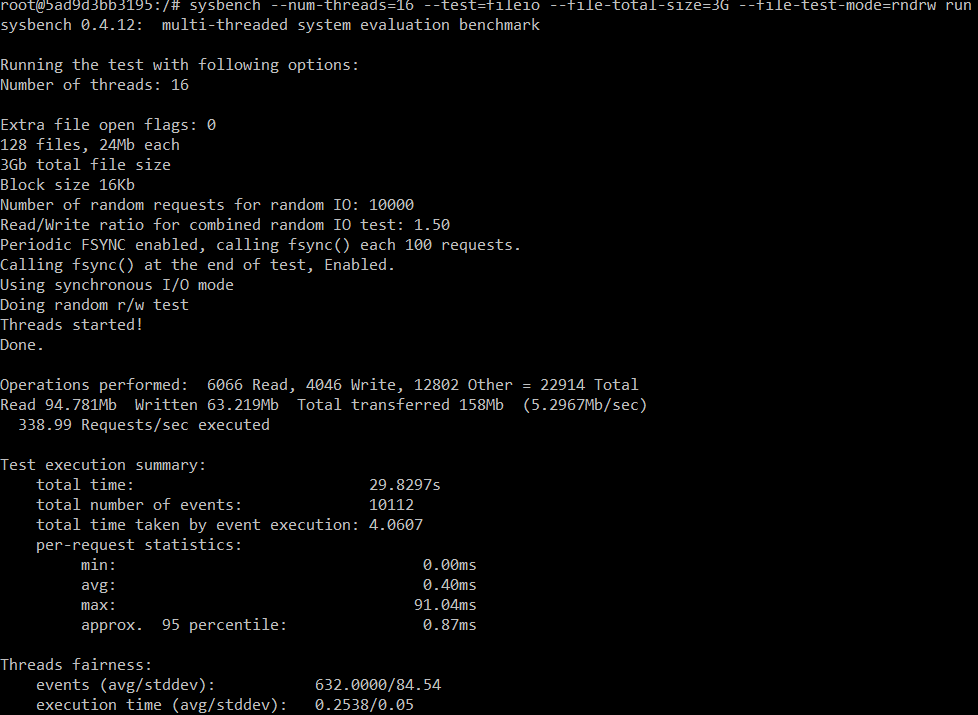 root@5ad9d3bb3195:/# sysbench --num-threads=16 --test=fileio --file-total-size=3G --file-test-mode=rndrw run
sysbench 0.4.12:  multi-threaded system evaluation benchmark

Running the test with following options:
Number of threads: 16

Extra file open flags: 0
128 files, 24Mb each
3Gb total file size
Block size 16Kb
Number of random requests for random IO: 10000
Read/Write ratio for combined random IO test: 1.50
Periodic FSYNC enabled, calling fsync() each 100 requests.
Calling fsync() at the end of test, Enabled.
Using synchronous I/O mode
Doing random r/w test
Threads started!
Done.

Operations performed:  6066 Read, 4046 Write, 12802 Other = 22914 Total
Read 94.781Mb  Written 63.219Mb  Total transferred 158Mb  (5.2967Mb/sec)
  338.99 Requests/sec executed

Test execution summary:
    total time:                          29.8297s
    total number of events:              10112
    total time taken by event execution: 4.0607
    per-request statistics:
         min:                                  0.00ms
         avg:                                  0.40ms
         max:                                 91.04ms
         approx.  95 percentile:               0.87ms

Threads fairness:
    events (avg/stddev):           632.0000/84.54
    execution time (avg/stddev):   0.2538/0.05